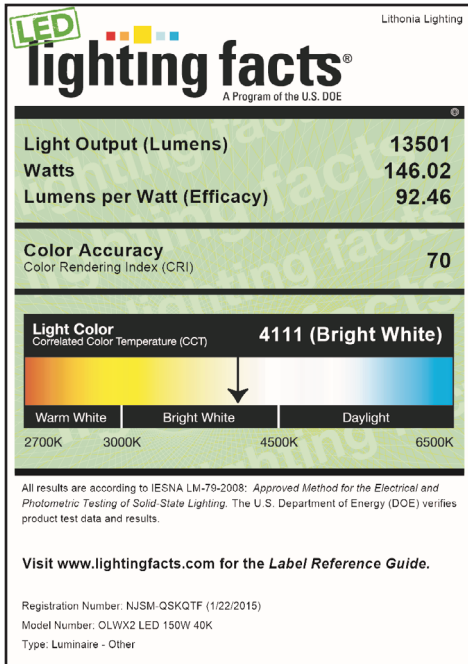 Lithonia Lighting
LED
lighting facts®
A Program of the U.S. DOE
Light Output (Lumens) 13501
Watts 146.02
Lumens per Watt (Efficacy) 92.46
Color Accuracy
Color Rendering Index (CRI) 70
Light Color
Correlated Color Temperature (CCT) 4111 (Bright White)
Warm White Bright White Daylight
2700K 3000K 4500K 6500K
All results are according to IESNA LM-79-2008: Approved Method for the Electrical and
Photometric Testing of Solid-State Lighting. The U.S. Department of Energy (DOE) verifies
product test data and results.
Visit www.lightingfacts.com for the Label Reference Guide.
Registration Number: NJSM-QSKQTF (1/22/2015)
Model Number: OLWX2 LED 150W 40K
Type: Luminaire - Other